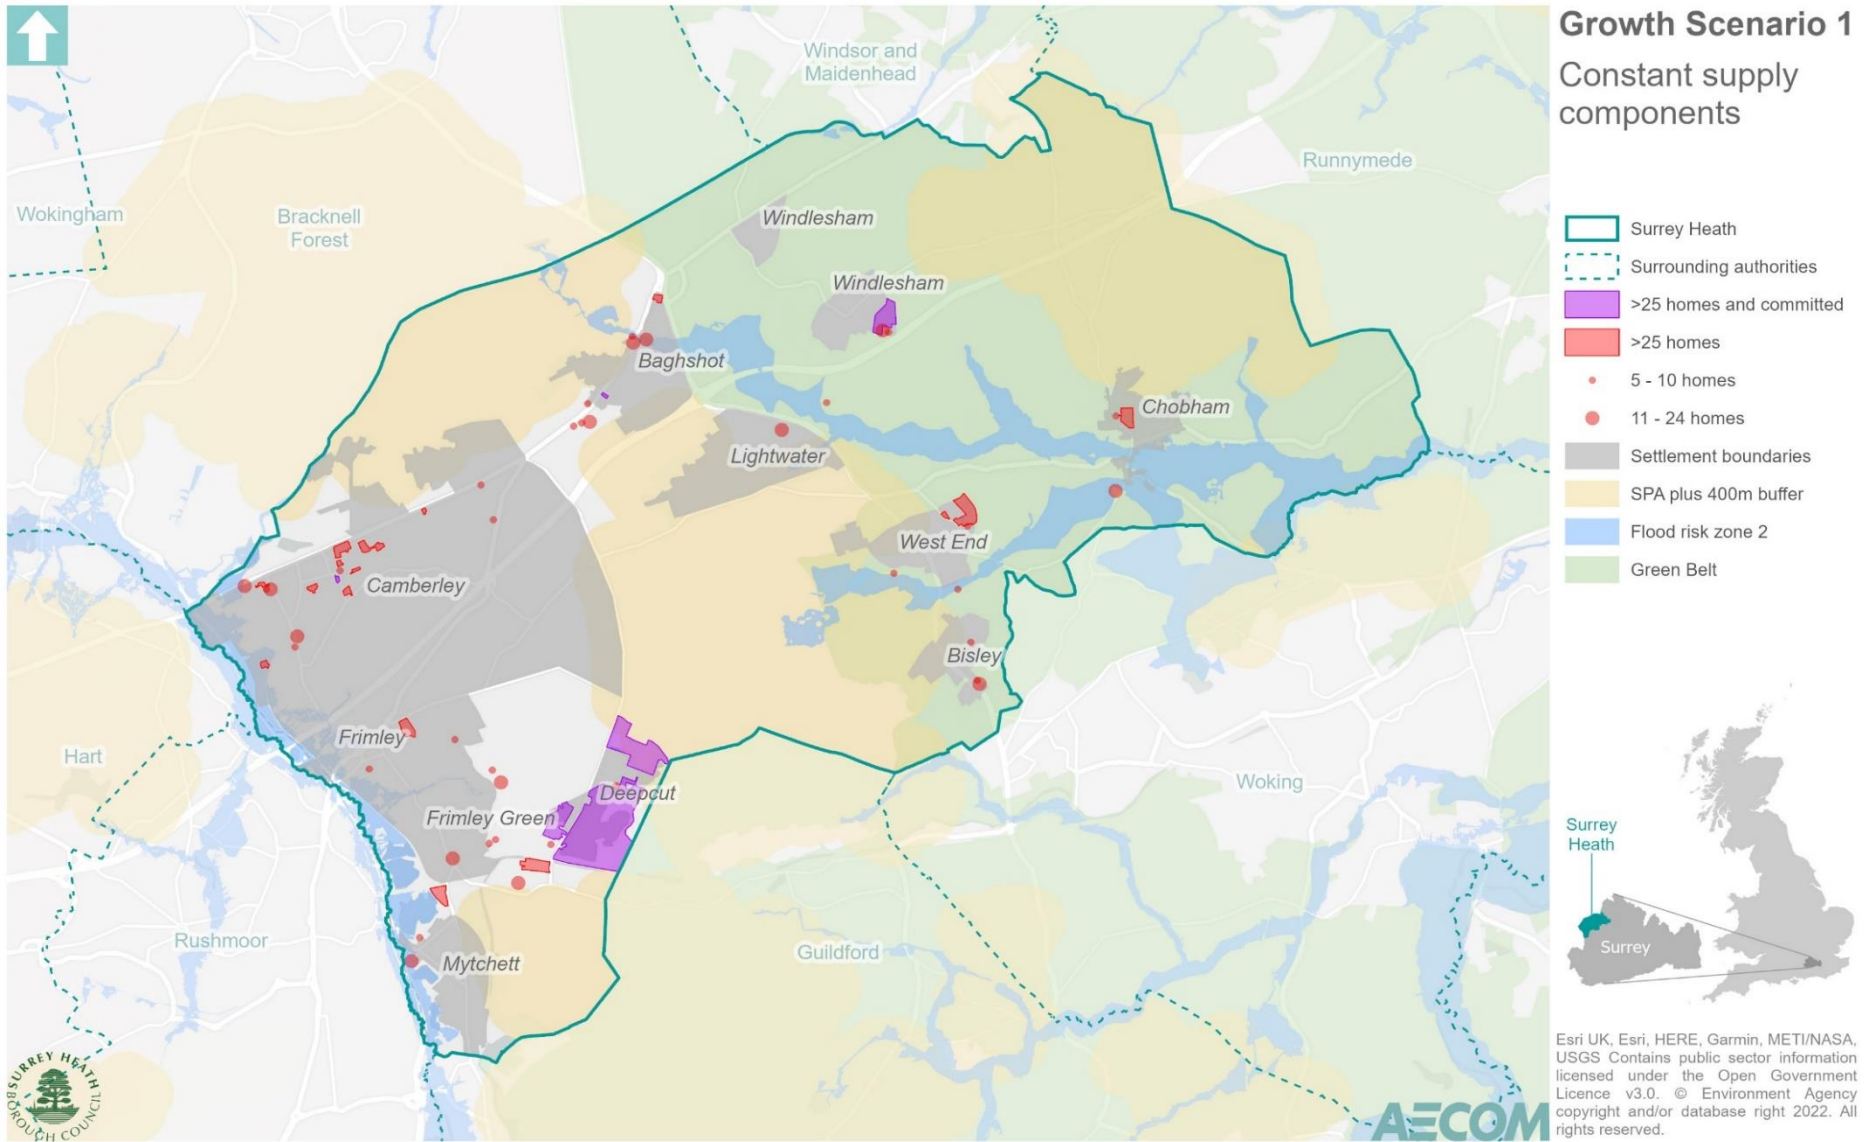 Growth Scenario 1
Constant supply
components
Surrey Heath
Surrounding authorities
>25 homes and committed
>25 homes
5 - 10 homes
11 - 24 homes
Settlement boundaries
SPA plus 400m buffer
Flood risk zone 2
Green Belt
Windsor and
Maidenhead
Runnymede
Wokingham
Bracknell
Forest
Windlesham
Windlesham
Baghshot
Chobham
Lightwater
West End
Camberley
Bisley
Frimley
Hart
Woking
Deepcut
Frimley Green
Rushmoor
Mytchett
Guildford
Surrey
Heath
Surrey
Esri UK, Esri, HERE, Garmin, METI/NASA,
USGS Contains public sector information
licensed under the Open Government
Licence v3.0. © Environment Agency
copyright and/or database right 2022. All
rights reserved.
SURREY HEATH
BOROUGH COUNCIL
AECOM